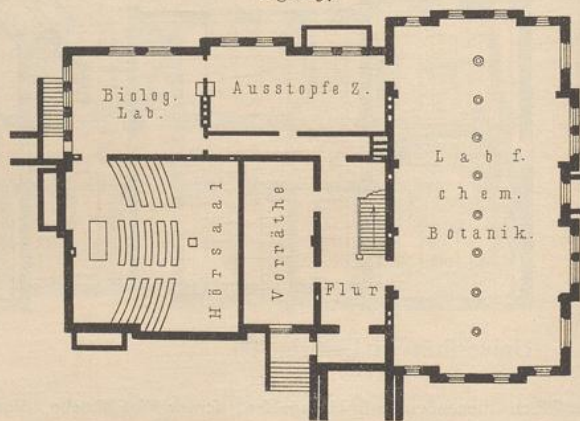 Biolog.
Lab.
Ausstopfe Z.
Lab f.
chem.
Botanik.
Hörsaal
Vorräthe
Flur